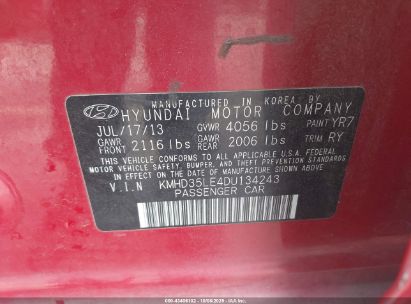 MANUFACTURED IN KOREA BY
HYUNDAI MOTOR COMPANY
JUL/17/13 GVWR 4056 lbs PAINT YR7
GAWR FRONT 2116 lbs GAWR REAR 2006 lbs TRIM RY
THIS VEHICLE CONFORMS TO ALL APPLICABLE
FEDERAL MOTOR VEHICLE SAFETY, BUMPER, AND
THEFT PREVENTION STANDARDS IN EFFECT ON
THE DATE OF MANUFACTURE SHOWN ABOVE.
V.I.N KMHD35LE4DU134243
PASSENGER CAR